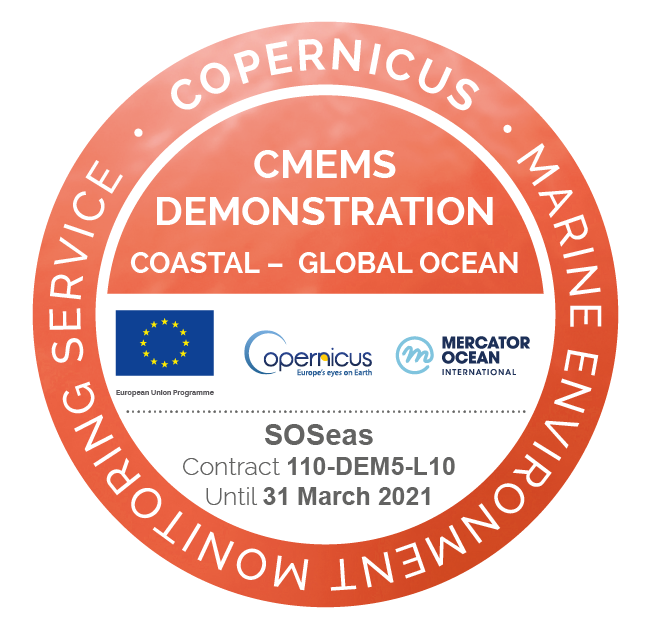 • COPERNICUS •
MARINE ENVIRONMENT MONITORING SERVICE
CMEMS
DEMONSTRATION
COASTAL – GLOBAL OCEAN
European Union Programme
Copernicus
Europe's eyes on Earth
m
MERCATOR
OCEAN
INTERNATIONAL
SOSeas
Contract 110-DEM5-L10
Until 31 March 2021